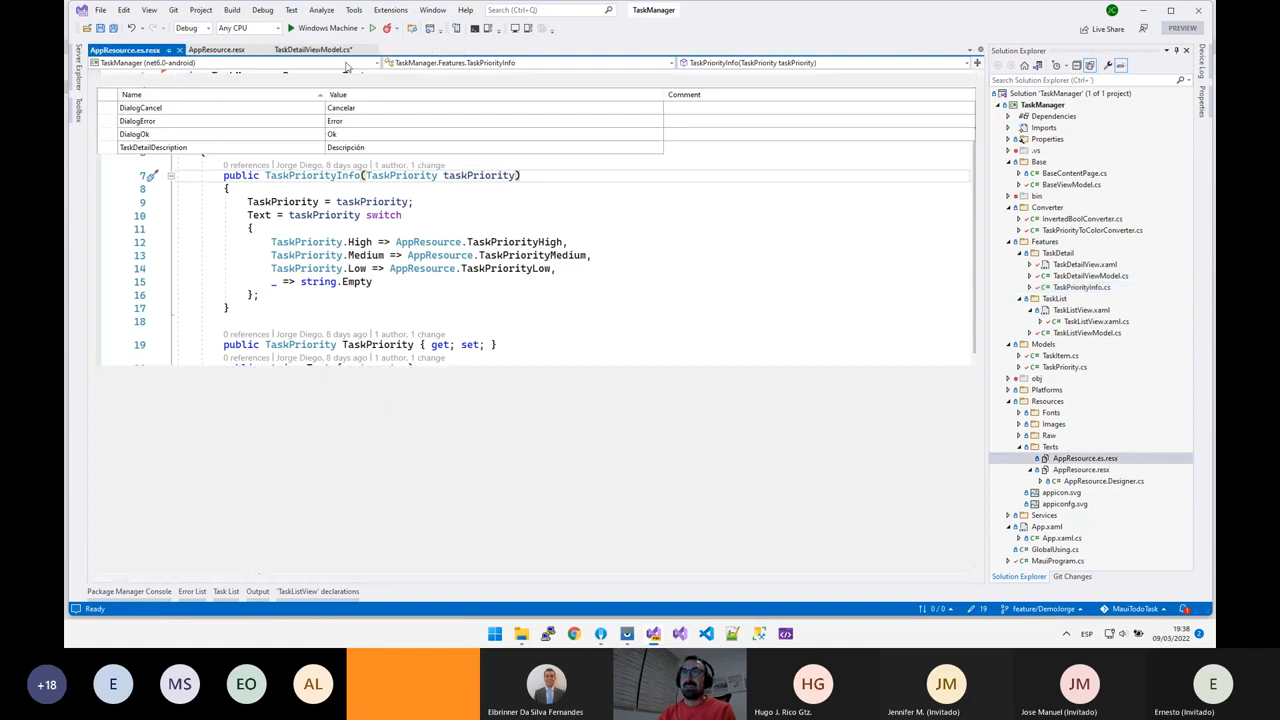 File Edit View Git Project Build Debug Test Analyze Tools Extensions Window Help Search (Ctrl+Q) TaskManager JC
Debug Any CPU Windows Machine Live Share PREVIEW
AppResource.es.resx AppResource.resx TaskDetailViewModel.cs*
TaskManager (net6.0-android) TaskManager.Features.TaskPriorityInfo TaskPriorityInfo(TaskPriority taskPriority)
Server Explorer
Toolbox
Name Value Comment
DialogCancel Cancelar
DialogError Error
DialogOk Ok
TaskDetailDescription Descripción
0 references | Jorge Diego, 8 days ago | 1 author, 1 change
7 public TaskPriorityInfo(TaskPriority taskPriority)
8 {
9 TaskPriority = taskPriority;
10 Text = taskPriority switch
11 {
12 TaskPriority.High => AppResource.TaskPriorityHigh,
13 TaskPriority.Medium => AppResource.TaskPriorityMedium,
14 TaskPriority.Low => AppResource.TaskPriorityLow,
15 _ => string.Empty
16 };
17 }
18
0 references | Jorge Diego, 8 days ago | 1 author, 1 change
19 public TaskPriority TaskPriority { get; set; }
0 references | Jorge Diego, 8 days ago | 1 author, 1 change
Solution Explorer
Search Solution Explorer (Ctrl+;)
Solution 'TaskManager' (1 of 1 project)
TaskManager
Dependencies
Imports
Properties
.vs
Base
BaseContentPage.cs
BaseViewModel.cs
bin
Converter
InvertedBoolConverter.cs
TaskPriorityToColorConverter.cs
Features
TaskDetail
TaskDetailView.xaml
TaskDetailViewModel.cs
TaskPriorityInfo.cs
TaskList
TaskListView.xaml
TaskListView.xaml.cs
TaskListViewModel.cs
Models
TaskItem.cs
TaskPriority.cs
obj
Platforms
Resources
Fonts
Images
Raw
Texts
AppResource.es.resx
AppResource.resx
AppResource.Designer.cs
appicon.svg
appiconfg.svg
Services
App.xaml
App.xaml.cs
GlobalUsing.cs
MauiProgram.cs
Solution Explorer Git Changes
Properties
Package Manager Console Error List Task List Output 'TaskListView' declarations
Ready 0 / 0 19 feature/DemoJorge MauiTodoTask 1
ESP 19:38
09/03/2022 2
+18 E MS EO AL HG JM JM E
Elbrinner Da Silva Fernandes Hugo J. Rico Gtz. Jennifer M. (Invitado) Jose Manuel (Invitado) Ernesto (Invitado)